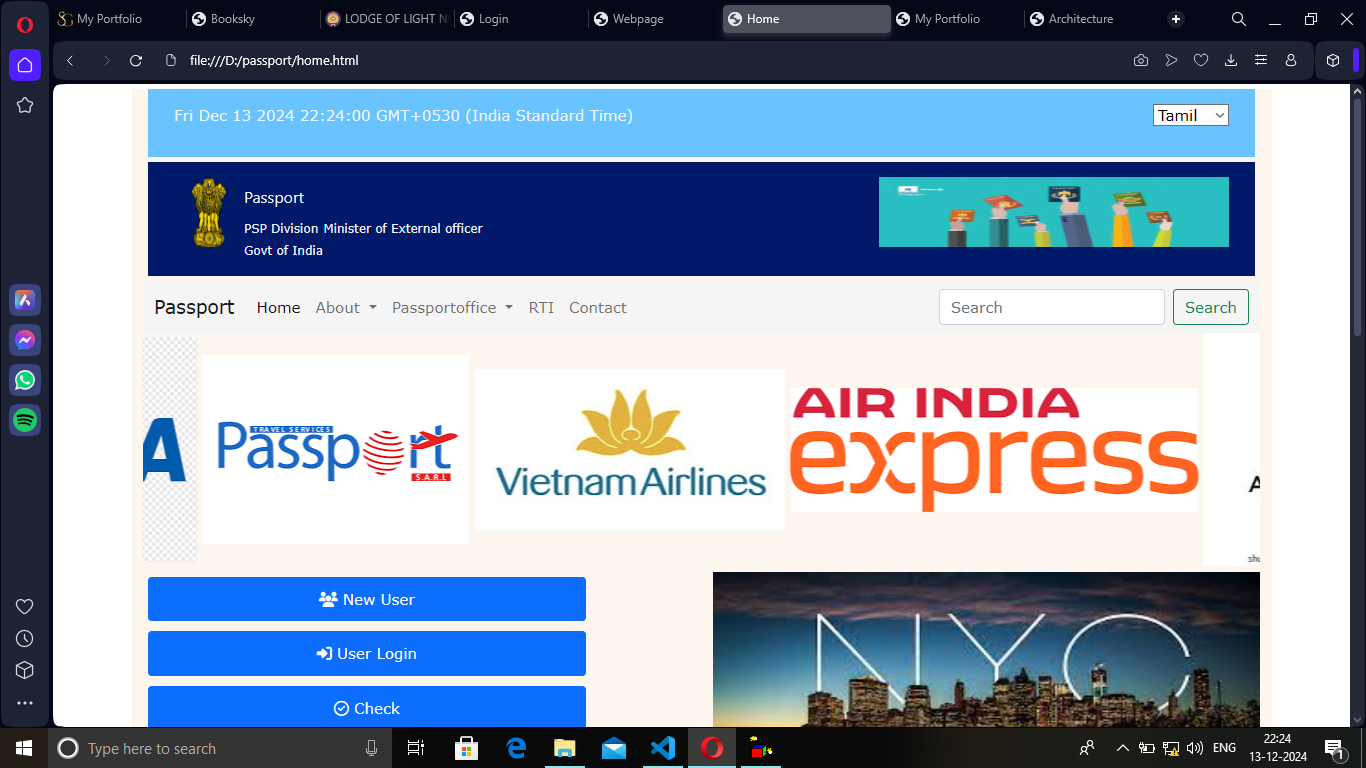 My Portfolio
Booksky
LODGE OF LIGHT N
Login
Webpage
Home
My Portfolio
Architecture
file:///D:/passport/home.html
Fri Dec 13 2024 22:24:00 GMT+0530 (India Standard Time)
Tamil
Passport
PSP Division Minister of External officer
Govt of India
Passport
Home
About
Passportoffice
RTI
Contact
Search
Search
A
TRAVEL SERVICES
Passport
S.A.R.L
Vietnam Airlines
AIR INDIA
express
A
shu
New User
User Login
Check
NYC
Type here to search
ENG
22:24
13-12-2024
1